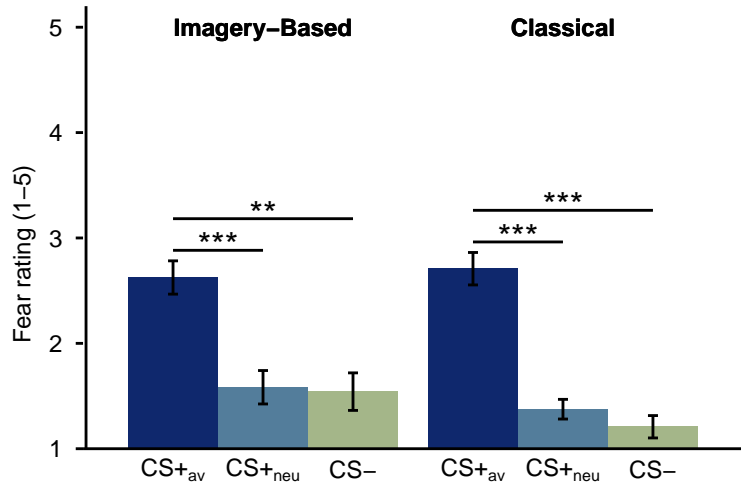 5
Imagery–Based
Classical
4
Fear rating (1–5)
3
**
***
***
***
2
1
CS+av
CS+neu
CS–
CS+av
CS+neu
CS–